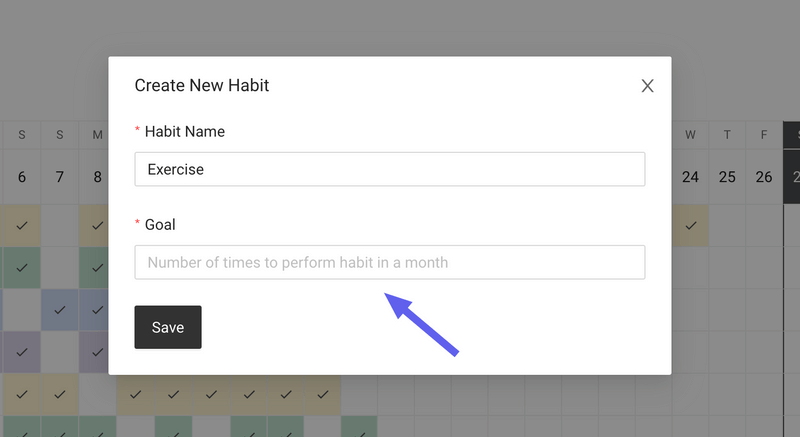 Create New Habit
* Habit Name
Exercise
* Goal
Number of times to perform habit in a month
Save
S S M W T F S
6 7 8 24 25 26 2